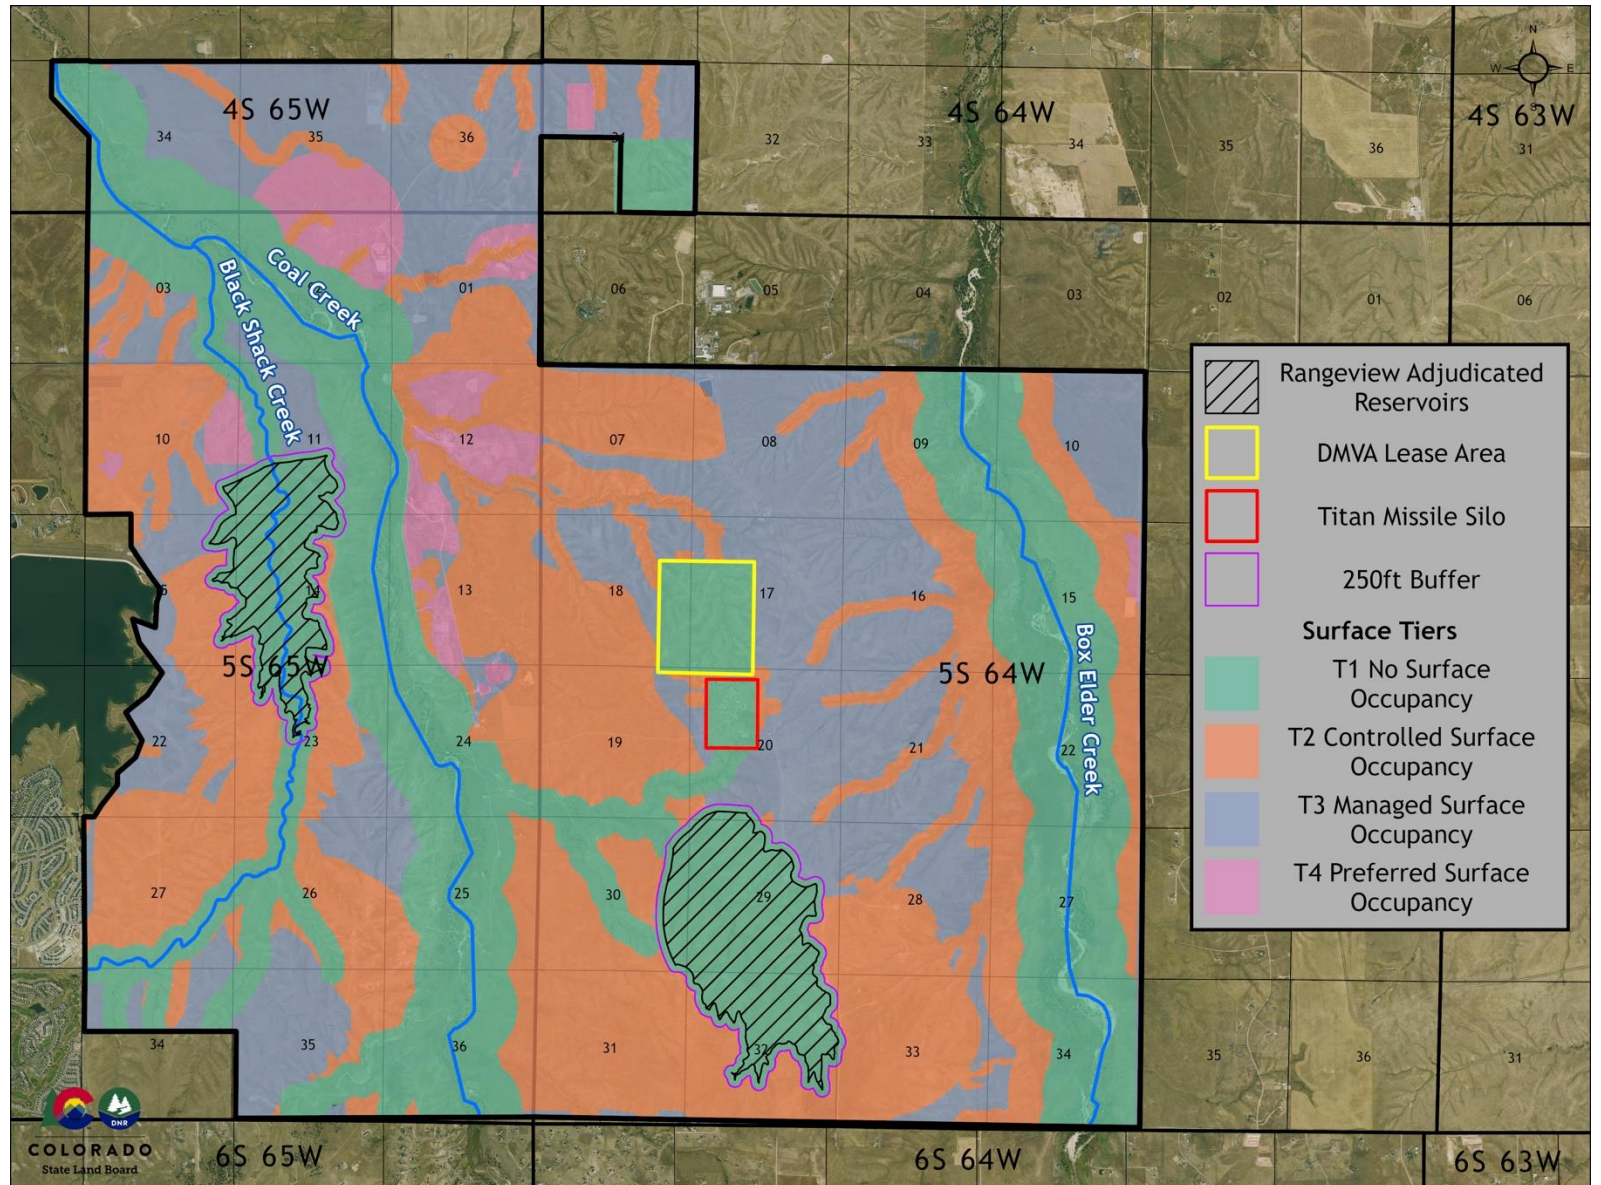 N
W E
S
4S 65W
4S 64W
4S 63W
34
35
36
31
32
33
34
35
36
31
03
01
06
05
04
03
02
01
06
Coal Creek
Black Shack Creek
10
11
12
07
08
09
10
14
13
18
17
16
15
5S 65W
5S 64W
Box Elder Creek
22
23
24
19
20
21
22
27
26
25
30
29
28
27
34
35
36
31
32
33
34
35
36
31
6S 65W
6S 64W
6S 63W
Rangeview Adjudicated
Reservoirs
DMVA Lease Area
Titan Missile Silo
250ft Buffer
Surface Tiers
T1 No Surface
Occupancy
T2 Controlled Surface
Occupancy
T3 Managed Surface
Occupancy
T4 Preferred Surface
Occupancy
DNR
COLORADO
State Land Board